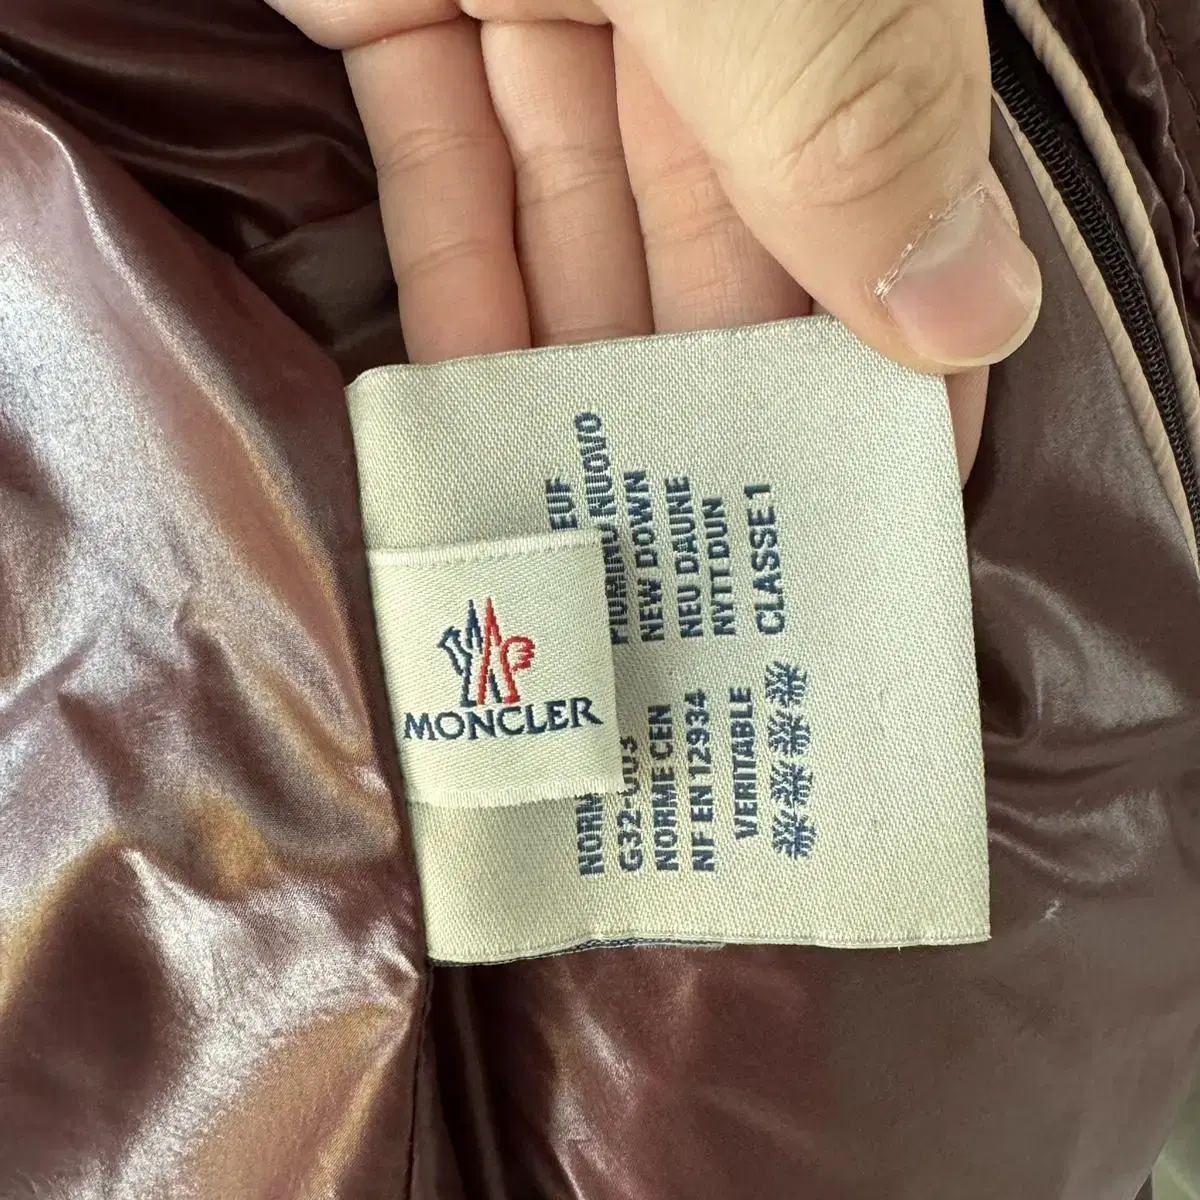 MONCLER
EUF
PIUMINO NUOVO
NEW DOWN
NEU DAUNE
NYTT DUN
CLASSE 1
NORM
G32-003
NORME CEN
NF EN 12934
VERITABLE